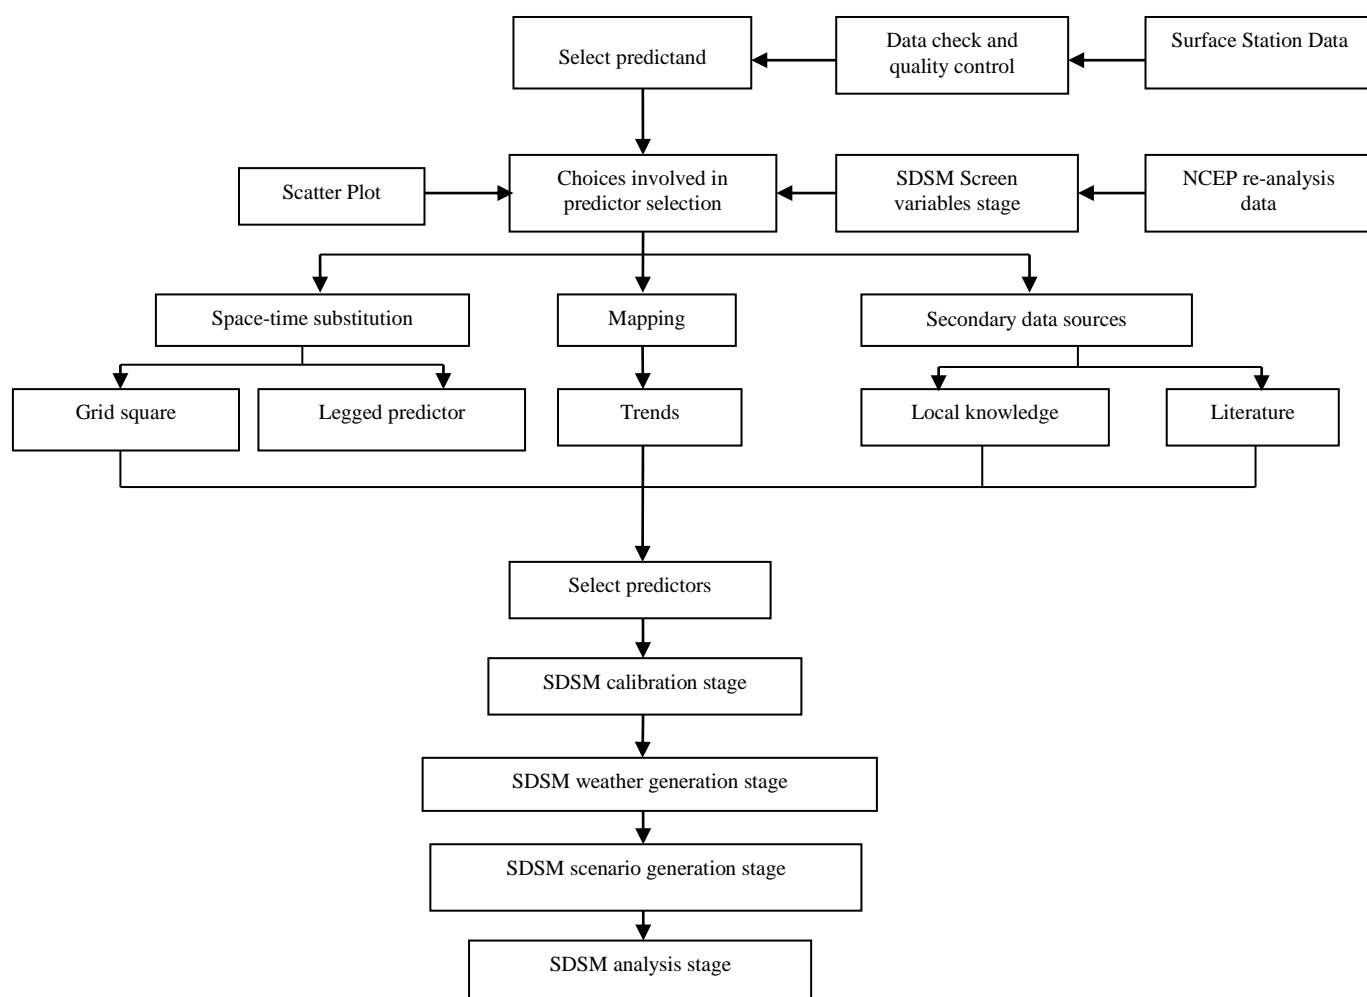 Select predictand
Data check and
quality control
Surface Station Data
Scatter Plot
Choices involved in
predictor selection
SDSM Screen
variables stage
NCEP re-analysis
data
Space-time substitution
Mapping
Secondary data sources
Grid square
Legged predictor
Trends
Local knowledge
Literature
Select predictors
SDSM calibration stage
SDSM weather generation stage
SDSM scenario generation stage
SDSM analysis stage